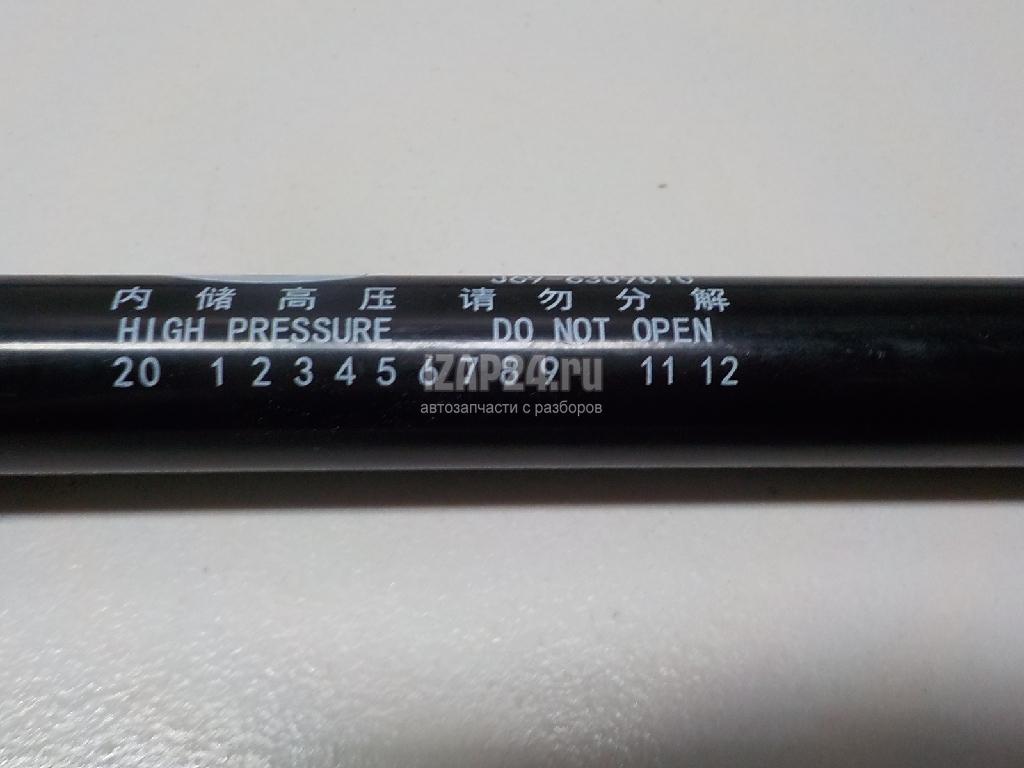 内储高压 请勿分解
HIGH PRESSURE DO NOT OPEN
20 1 2 3 4 5 6 7 8 9 11 12
iZAP24.ru
автозапчасти с разборов